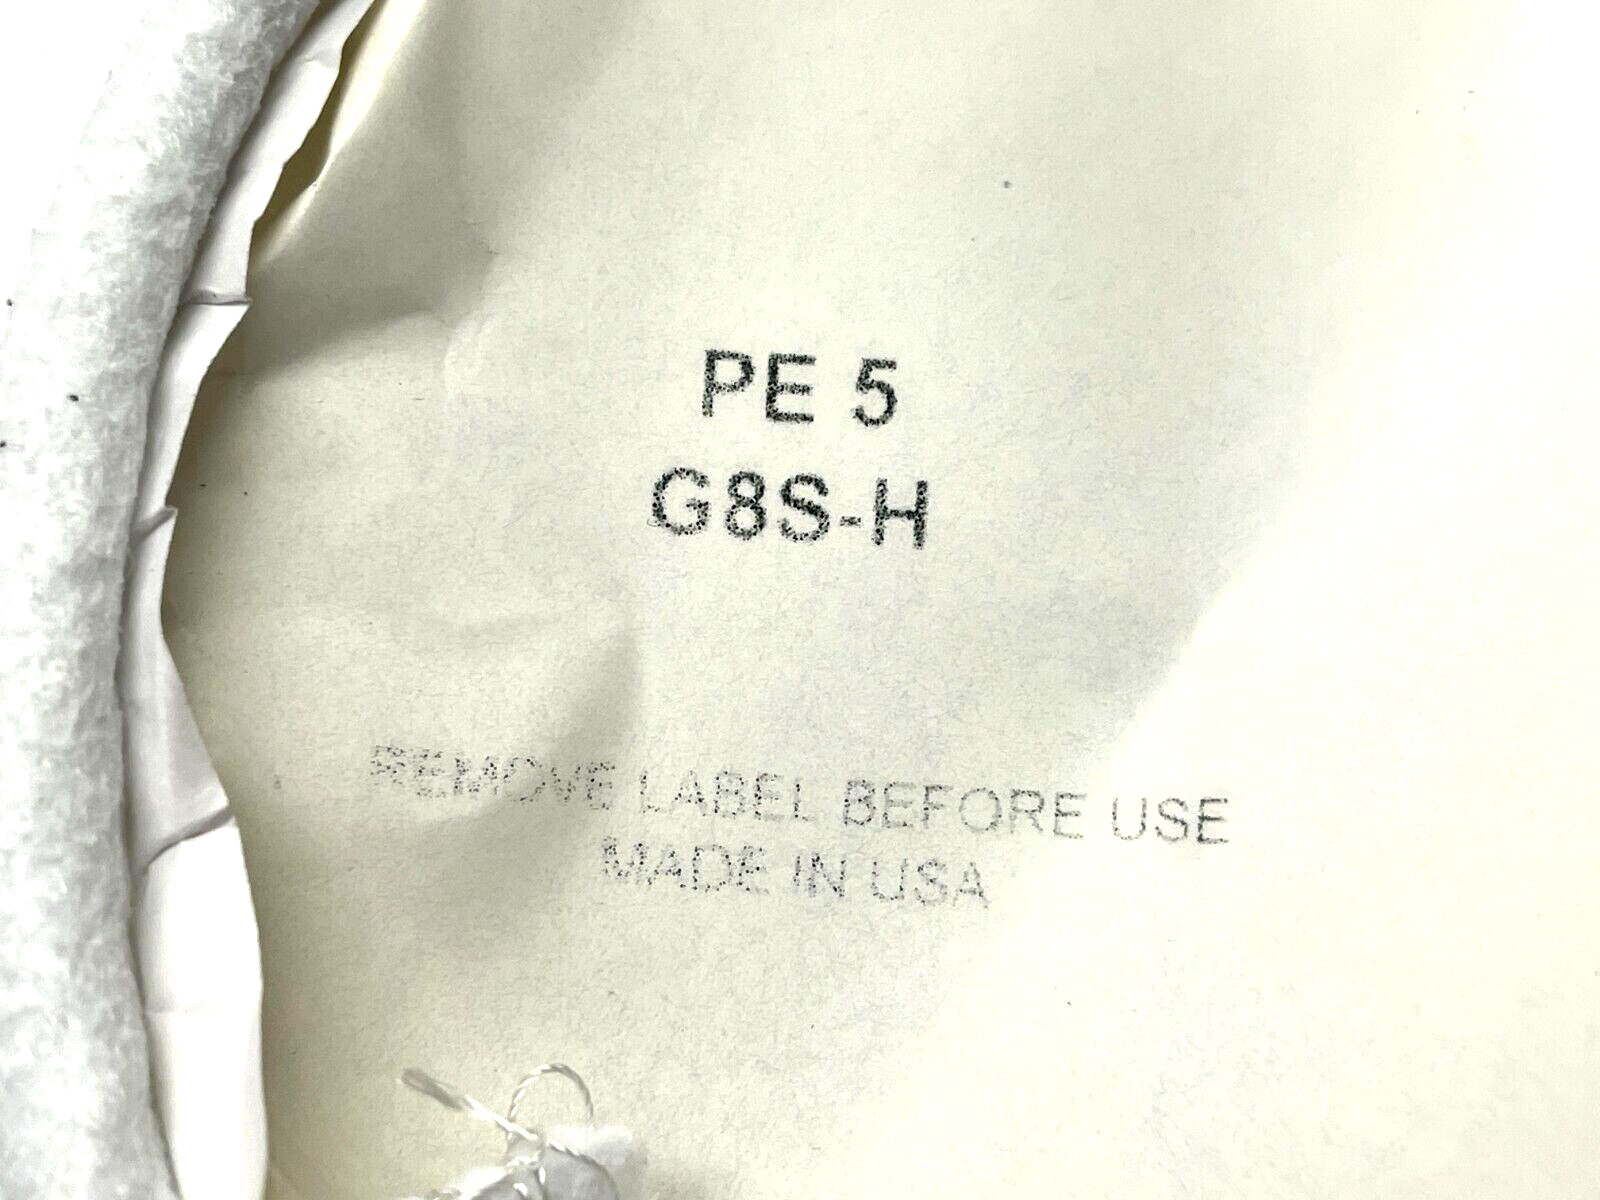 PE 5
G8S-H
REMOVE LABEL BEFORE USE
MADE IN USA